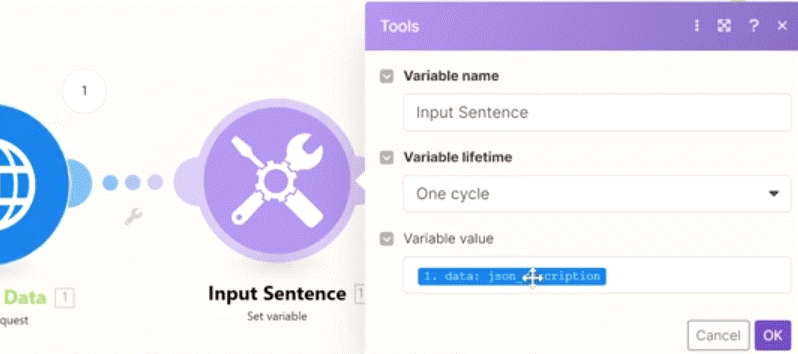 Tools
?
Variable name
1
Input Sentence
Variable lifetime
One cycle
Variable value
1. data: json_
cription
Data 1
Input Sentence 1
quest
Set variable
Cancel OK